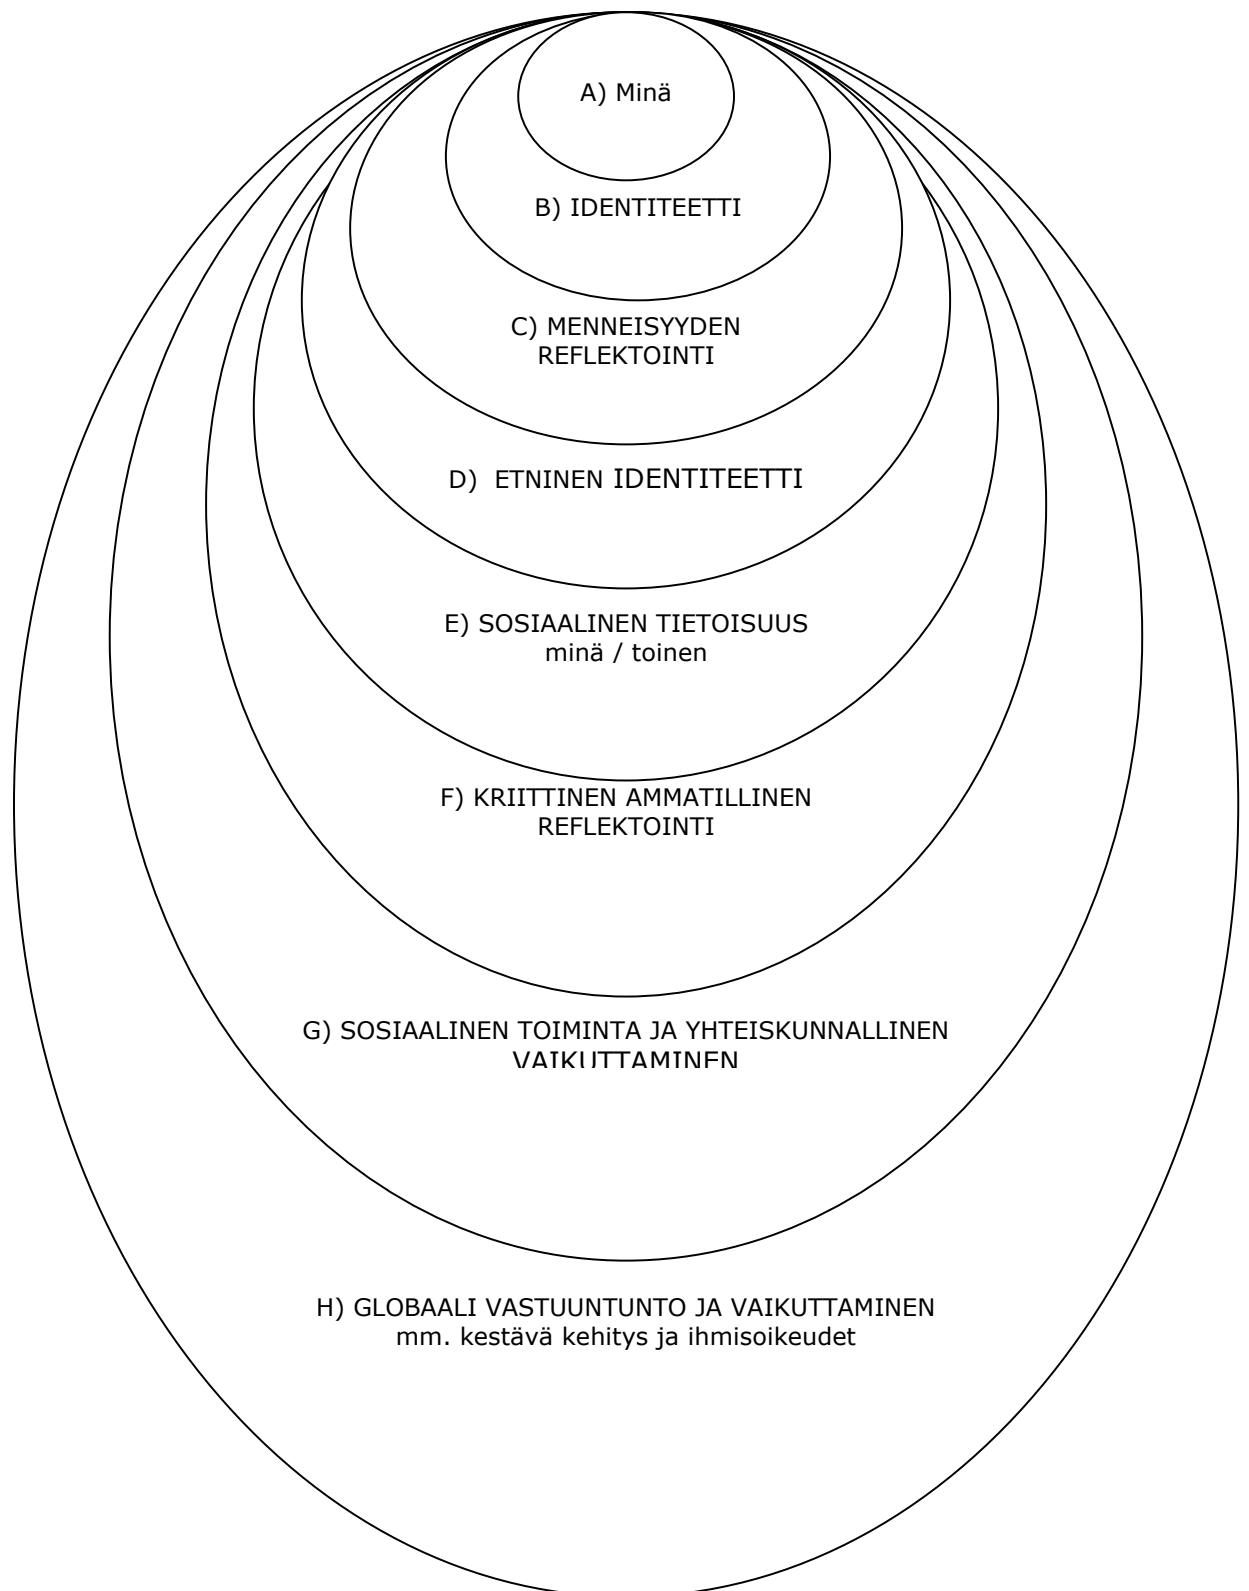 A) Minä
B) IDENTITEETTI
C) MENNEISYYDEN
REFLEKTOINTI
D) ETNINEN IDENTITEETTI
E) SOSIAALINEN TIETOISUUS
minä / toinen
F) KRIITTINEN AMMATILLINEN
REFLEKTOINTI
G) SOSIAALINEN TOIMINTA JA YHTEISKUNNALLINEN
VAIKUTTAMINEN
H) GLOBAALI VASTUUNTUNTO JA VAIKUTTAMINEN
mm. kestävä kehitys ja ihmisoikeudet